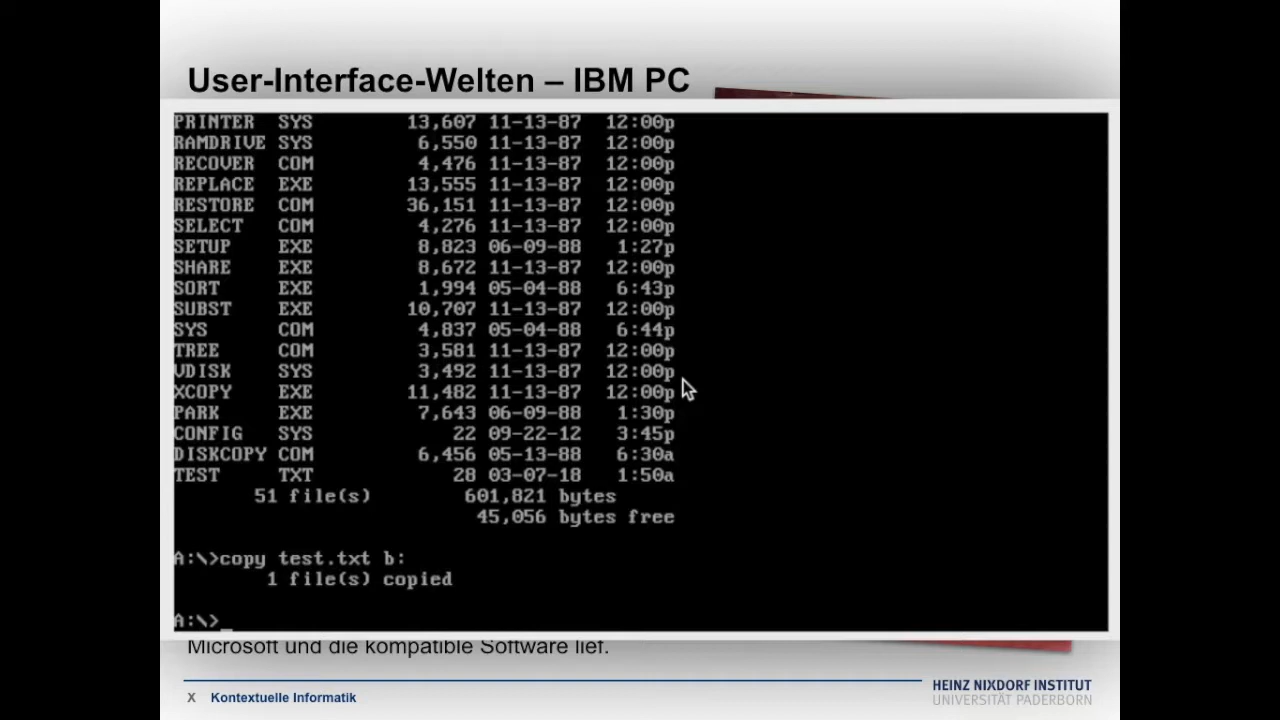 User-Interface-Welten – IBM PC
PRINTER SYS 13,607 11-13-87 12:00p
RAMDRIVE SYS 6,550 11-13-87 12:00p
RECOVER COM 4,476 11-13-87 12:00p
REPLACE EXE 13,555 11-13-87 12:00p
RESTORE COM 36,151 11-13-87 12:00p
SELECT COM 4,276 11-13-87 12:00p
SETUP EXE 8,823 06-09-88 1:27p
SHARE EXE 8,672 11-13-87 12:00p
SORT EXE 1,994 05-04-88 6:43p
SUBST EXE 10,707 11-13-87 12:00p
SYS COM 4,837 05-04-88 6:44p
TREE COM 3,581 11-13-87 12:00p
VDISK SYS 3,492 11-13-87 12:00p
XCOPY EXE 11,482 11-13-87 12:00p
PARK EXE 7,643 06-09-88 1:30p
CONFIG SYS 22 09-22-12 3:45p
DISKCOPY COM 6,456 05-13-88 6:30a
TEST TXT 28 03-07-18 1:50a
51 file(s) 601,821 bytes
45,056 bytes free
A:\>copy test.txt b:
1 file(s) copied
A:\>_
Microsoft und die kompatible Software lief.
X Kontextuelle Informatik
HEINZ NIXDORF INSTITUT
UNIVERSITÄT PADERBORN